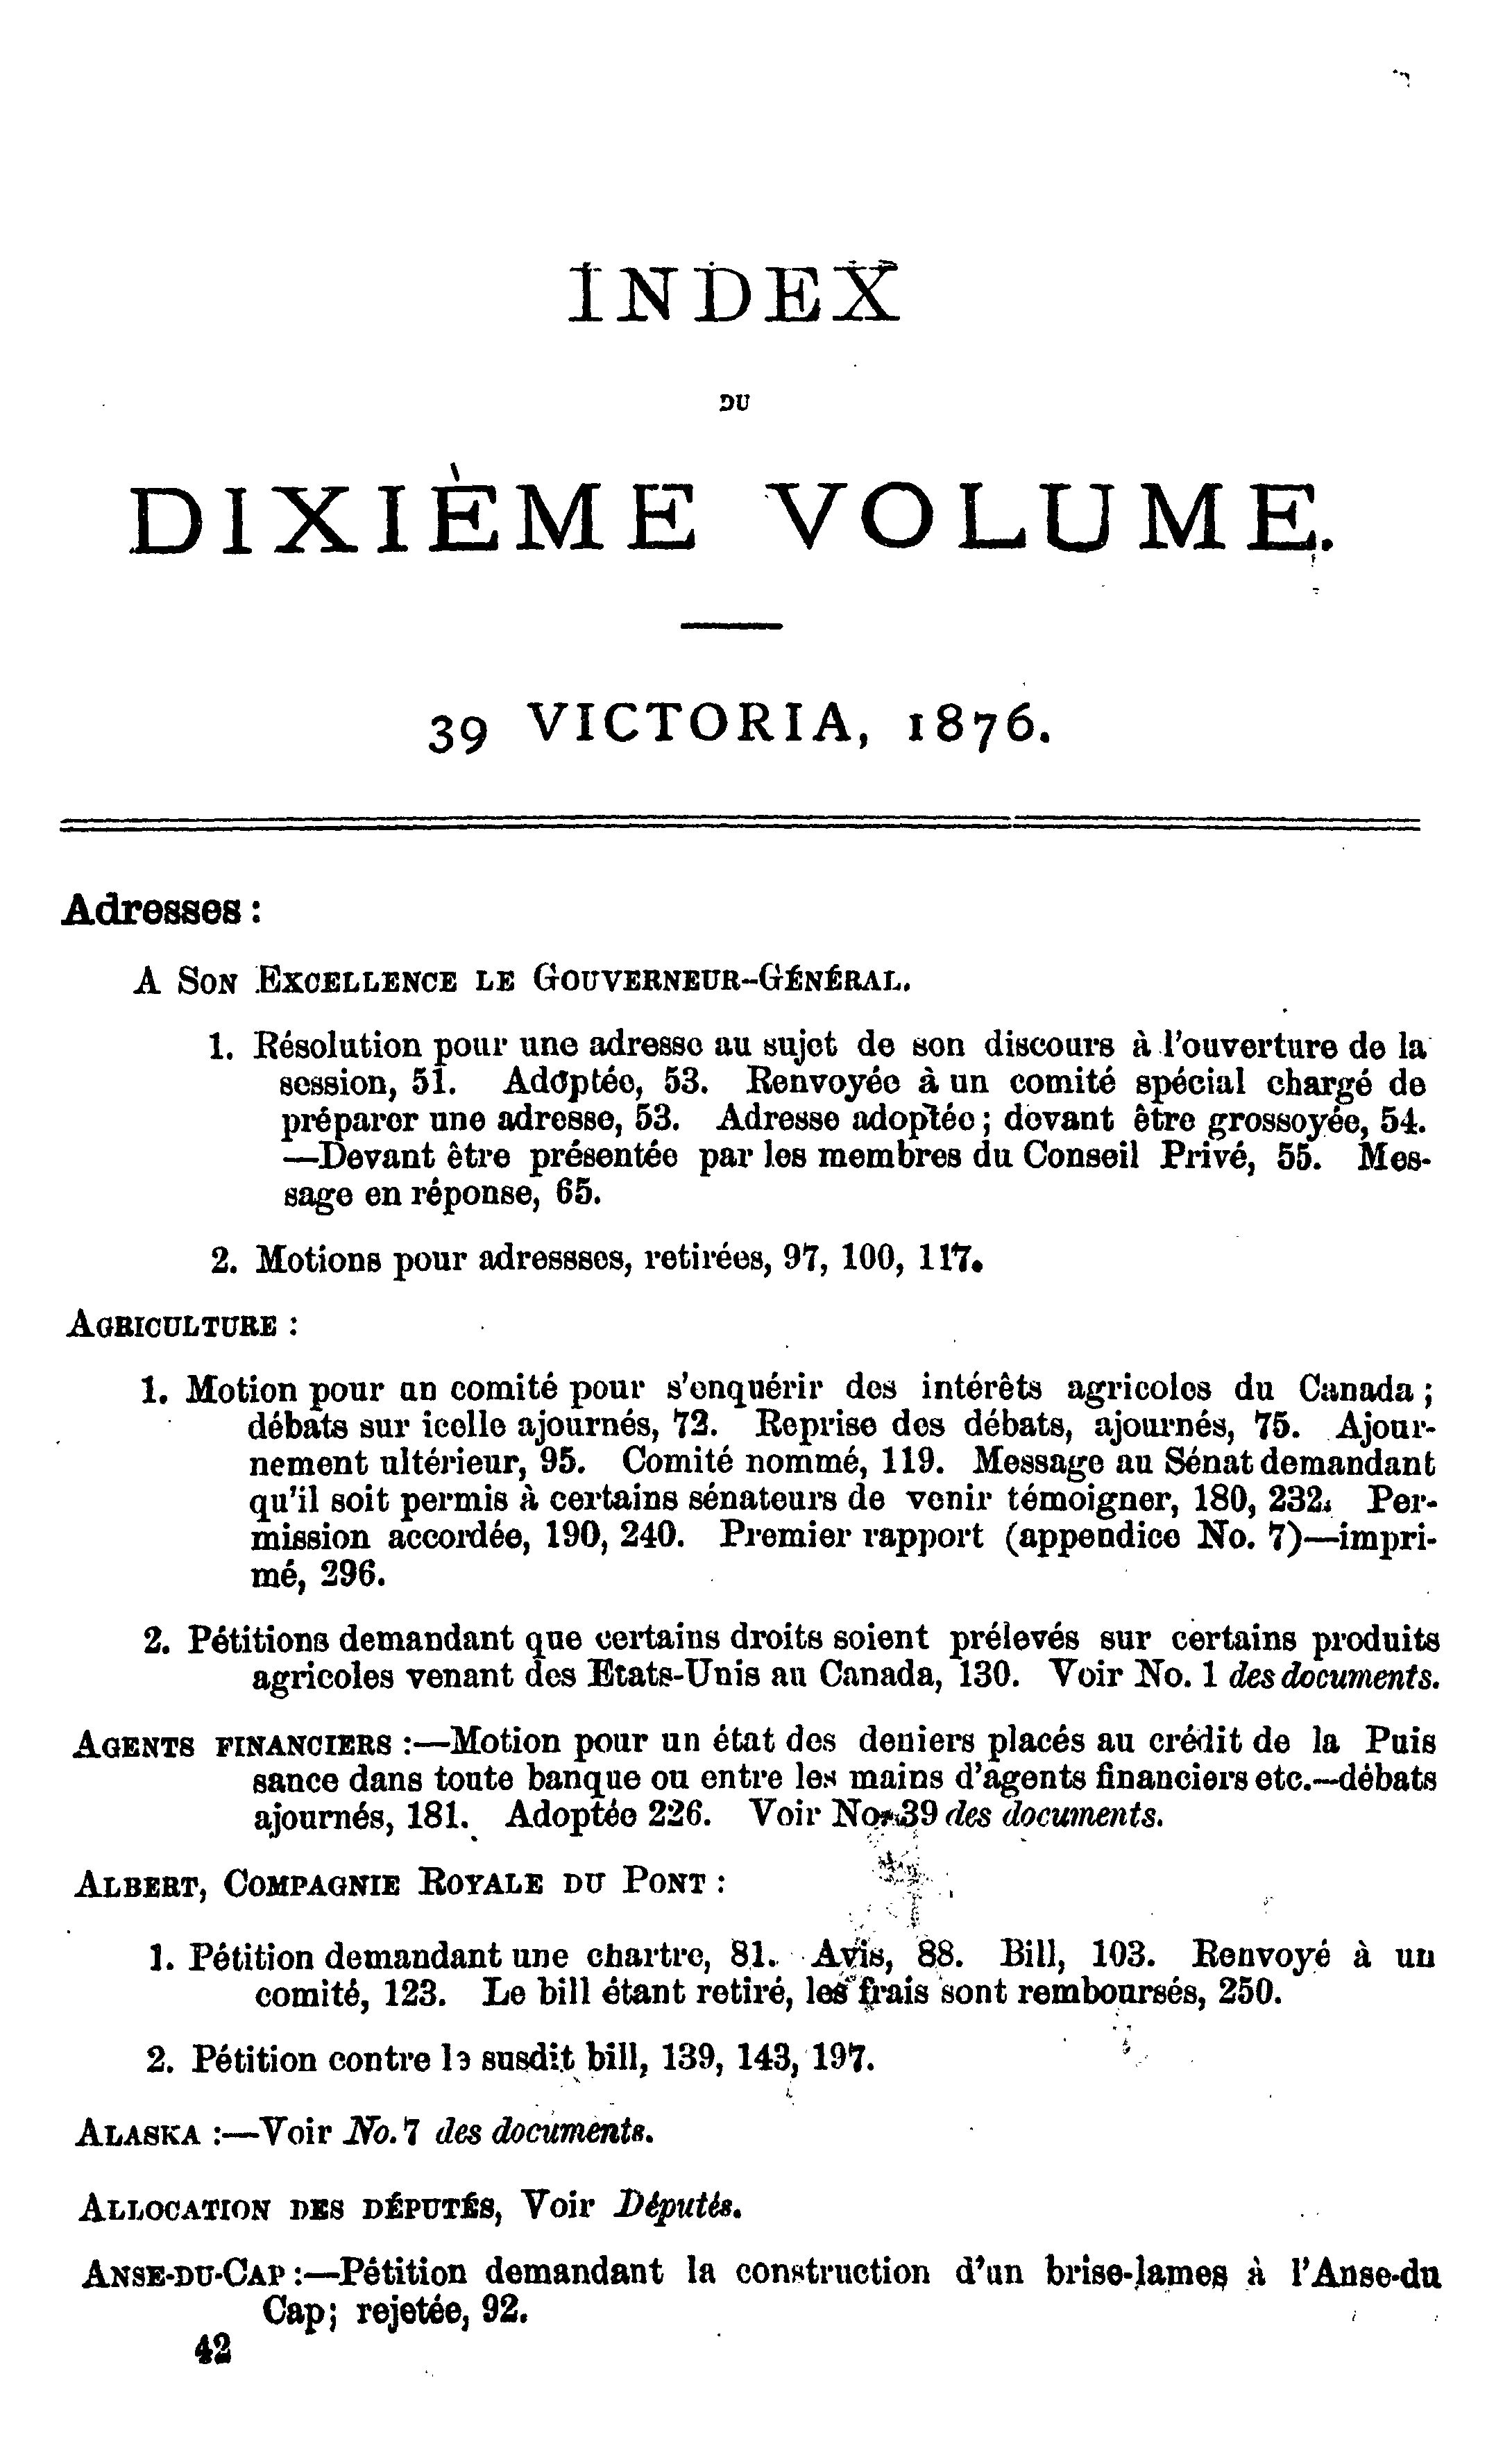 INDEX
DU
DIXIÈME VOLUME.
39 VICTORIA, 1876.
Adresses :
A SON EXCELLENCE LE GOUVERNEUR-GÉNÉRAL.
1. Résolution pour une adresse au sujet de son discours à l'ouverture de la
session, 51. Adoptée, 53. Renvoyée à un comité spécial chargé de
préparer une adresse, 53. Adresse adoptée ; devant être grossoyée, 54.
—Devant être présentée par les membres du Conseil Privé, 55. Mes-
sage en réponse, 65.
2. Motions pour adressses, retirées, 97, 100, 117.
AGRICULTURE :
1. Motion pour un comité pour s'enquérir des intérêts agricoles du Canada ;
débats sur icelle ajournés, 72. Reprise des débats, ajournés, 75. Ajour-
nement ultérieur, 95. Comité nommé, 119. Message au Sénat demandant
qu'il soit permis à certains sénateurs de venir témoigner, 180, 232. Per-
mission accordée, 190, 240. Premier rapport (appendice No. 7)—impri-
mé, 296.
2. Pétitions demandant que certains droits soient prélevés sur certains produits
agricoles venant des Etats-Unis au Canada, 130. Voir No. 1 des documents.
AGENTS FINANCIERS :—Motion pour un état des deniers placés au crédit de la Puis
sance dans toute banque ou entre les mains d'agents financiers etc.—débats
ajournés, 181. Adoptée 226. Voir No. 39 des documents.
ALBERT, COMPAGNIE ROYALE DU PONT :
1. Pétition demandant une chartre, 81. Avis, 88. Bill, 103. Renvoyé à un
comité, 123. Le bill étant retiré, les frais sont remboursés, 250.
2. Pétition contre le susdit bill, 139, 143, 197.
ALASKA :—Voir No. 7 des documents.
ALLOCATION DES DÉPUTÉS, Voir Députés.
ANSE-DU-CAP :—Pétition demandant la construction d'un brise-lames à l'Anse-du
Cap; rejetée, 92.
42